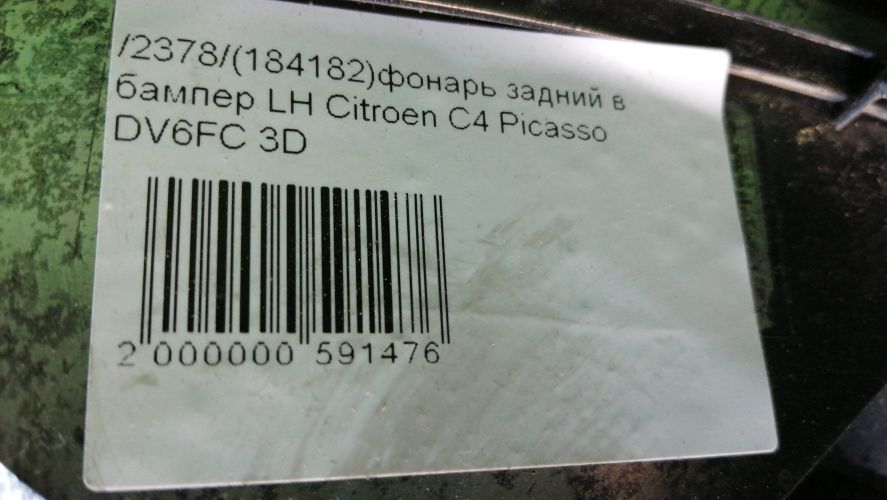 /2378/(184182)фонарь задний в
бампер LH Citroen C4 Picasso
DV6FC 3D
2 000000 591476